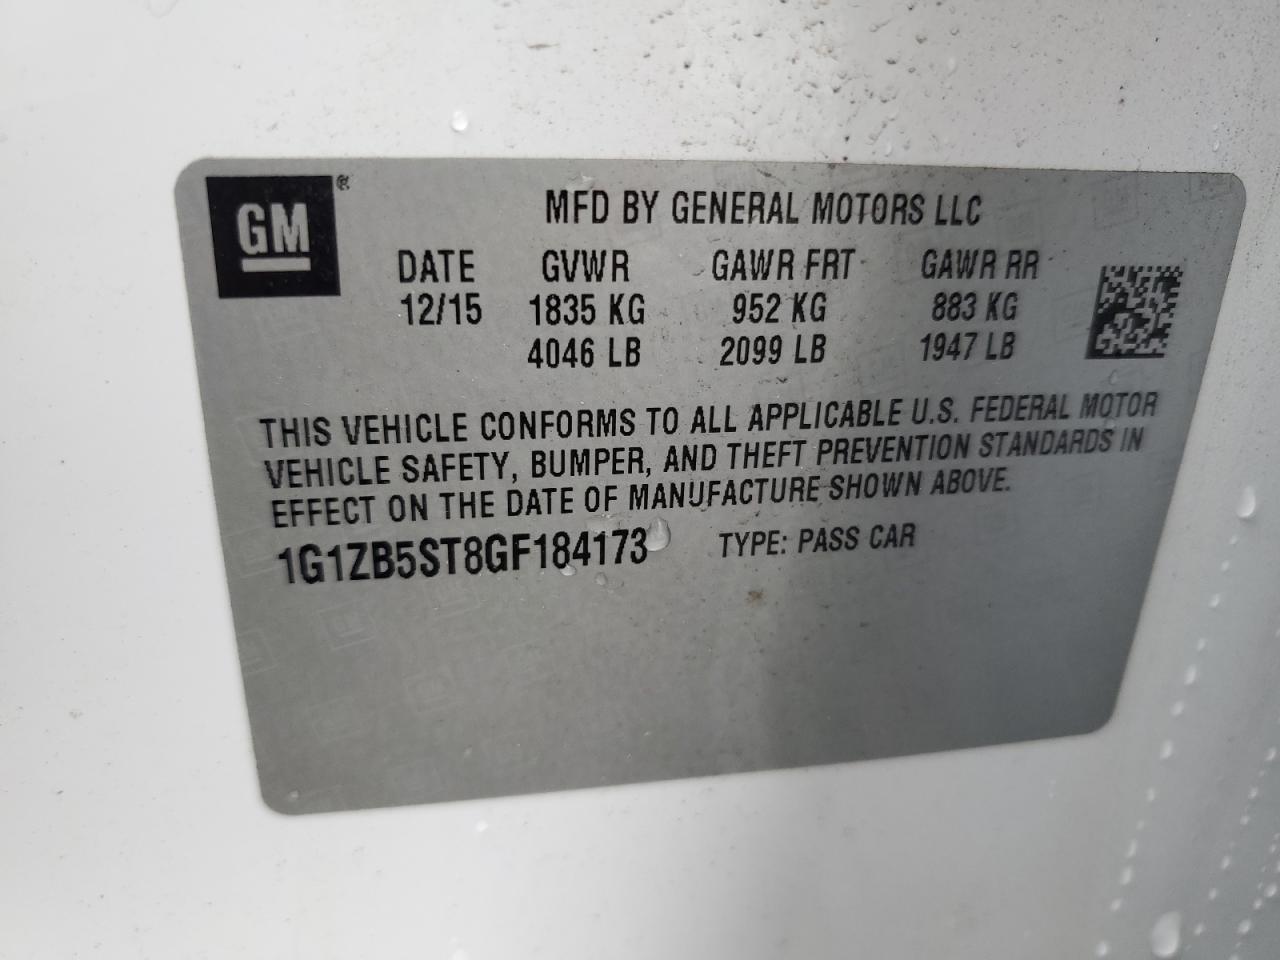 GM ®
MFD BY GENERAL MOTORS LLC
DATE GVWR GAWR FRT GAWR RR
12/15 1835 KG 952 KG 883 KG
4046 LB 2099 LB 1947 LB
THIS VEHICLE CONFORMS TO ALL APPLICABLE U.S. FEDERAL MOTOR
VEHICLE SAFETY, BUMPER, AND THEFT PREVENTION STANDARDS IN
EFFECT ON THE DATE OF MANUFACTURE SHOWN ABOVE.
1G1ZB5ST8GF184173 TYPE: PASS CAR